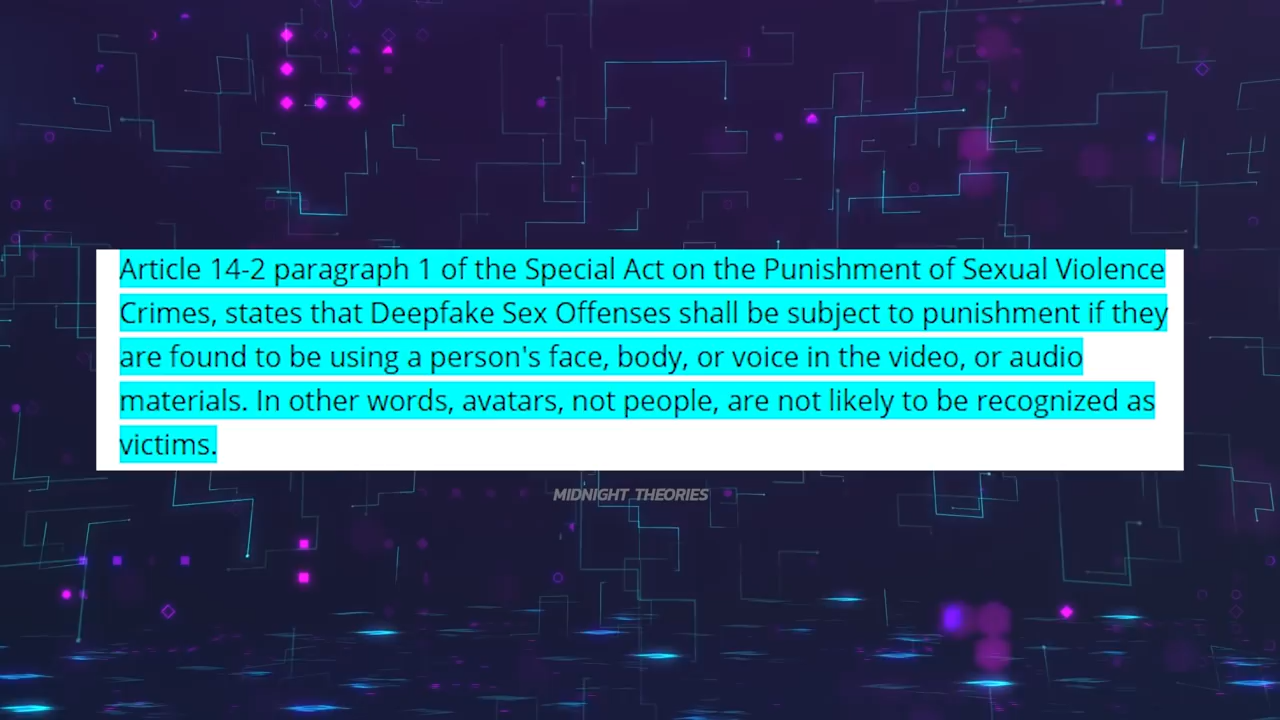 Article 14-2 paragraph 1 of the Special Act on the Punishment of Sexual Violence
Crimes, states that Deepfake Sex Offenses shall be subject to punishment if they
are found to be using a person's face, body, or voice in the video, or audio
materials. In other words, avatars, not people, are not likely to be recognized as
victims.
MIDNIGHT THEORIES